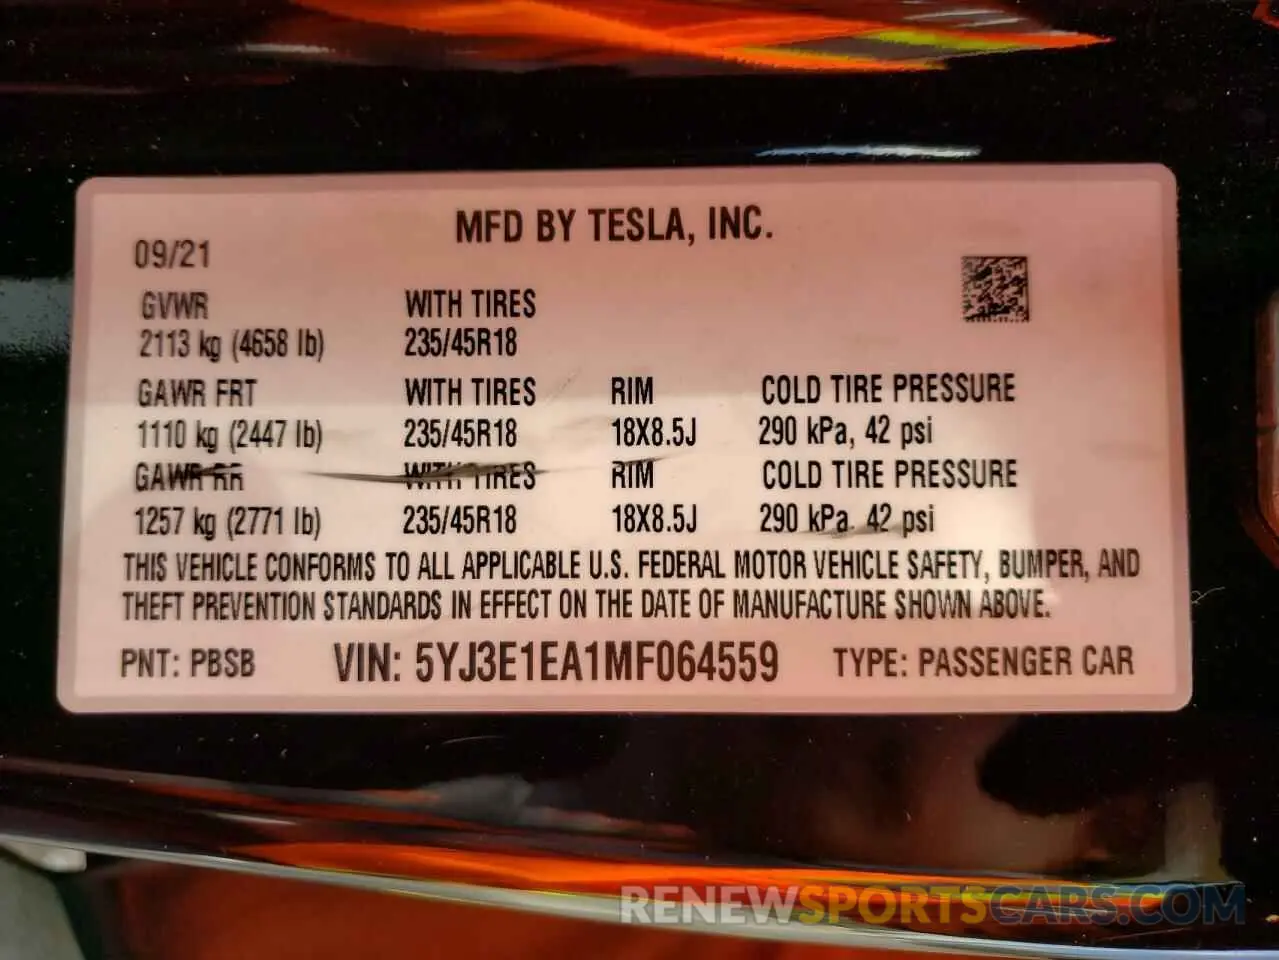 MFD BY TESLA, INC.
09/21
GVWR WITH TIRES
2113 kg (4658 lb) 235/45R18
GAWR FRT WITH TIRES RIM COLD TIRE PRESSURE
1110 kg (2447 lb) 235/45R18 18X8.5J 290 kPa, 42 psi
GAWR RR WITH TIRES RIM COLD TIRE PRESSURE
1257 kg (2771 lb) 235/45R18 18X8.5J 290 kPa. 42 psi
THIS VEHICLE CONFORMS TO ALL APPLICABLE U.S. FEDERAL MOTOR VEHICLE SAFETY, BUMPER, AND
THEFT PREVENTION STANDARDS IN EFFECT ON THE DATE OF MANUFACTURE SHOWN ABOVE.
PNT: PBSB VIN: 5YJ3E1EA1MF064559 TYPE: PASSENGER CAR
RENEWSPORTSCARS.COM